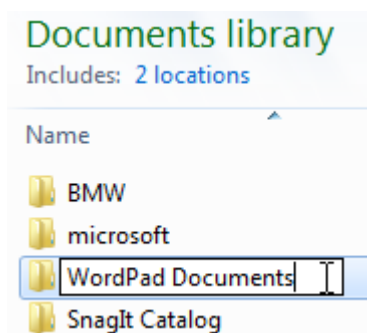 Documents library
Includes: 2 locations
Name
BMW
microsoft
WordPad Documents
SnagIt Catalog